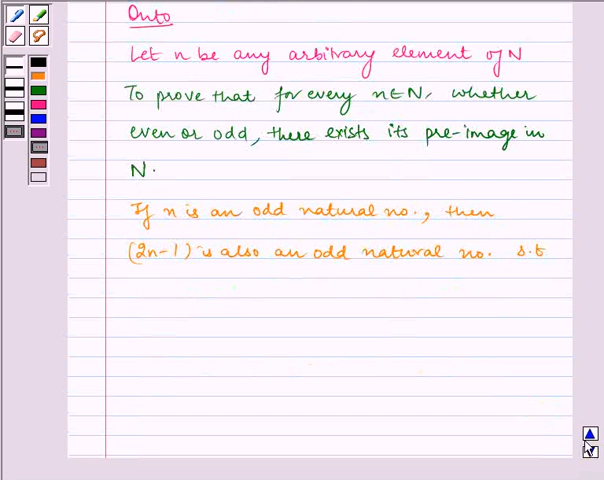 Onto
Let n be any arbitrary element of N
To prove that for every n∈N, whether
even or odd, there exists its pre-image in
N.
If n is an odd natural no., then
(2n-1) is also an odd natural no. s.t